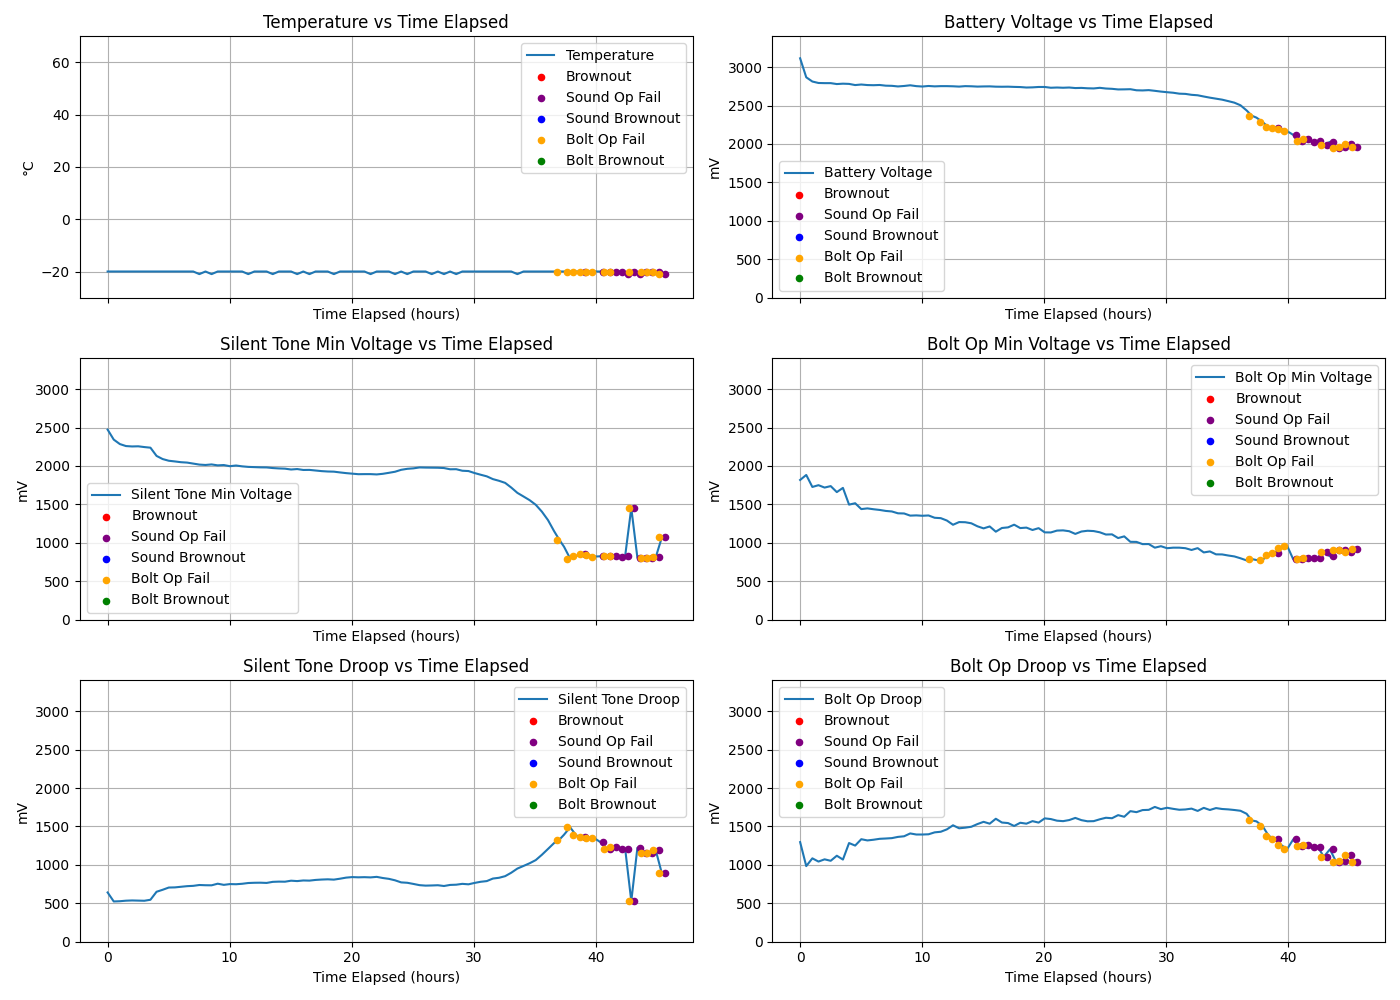 Temperature vs Time Elapsed
60
40
20
0
−20
°C
Temperature
Brownout
Sound Op Fail
Sound Brownout
Bolt Op Fail
Bolt Brownout
Time Elapsed (hours)
Battery Voltage vs Time Elapsed
3000
2500
2000
1500
1000
500
0
mV
Battery Voltage
Brownout
Sound Op Fail
Sound Brownout
Bolt Op Fail
Bolt Brownout
Time Elapsed (hours)
Silent Tone Min Voltage vs Time Elapsed
3000
2500
2000
1500
1000
500
0
mV
Silent Tone Min Voltage
Brownout
Sound Op Fail
Sound Brownout
Bolt Op Fail
Bolt Brownout
Time Elapsed (hours)
Bolt Op Min Voltage vs Time Elapsed
3000
2500
2000
1500
1000
500
0
mV
Bolt Op Min Voltage
Brownout
Sound Op Fail
Sound Brownout
Bolt Op Fail
Bolt Brownout
Time Elapsed (hours)
Silent Tone Droop vs Time Elapsed
3000
2500
2000
1500
1000
500
0
mV
Silent Tone Droop
Brownout
Sound Op Fail
Sound Brownout
Bolt Op Fail
Bolt Brownout
0 10 20 30 40
Time Elapsed (hours)
Bolt Op Droop vs Time Elapsed
3000
2500
2000
1500
1000
500
0
mV
Bolt Op Droop
Brownout
Sound Op Fail
Sound Brownout
Bolt Op Fail
Bolt Brownout
0 10 20 30 40
Time Elapsed (hours)